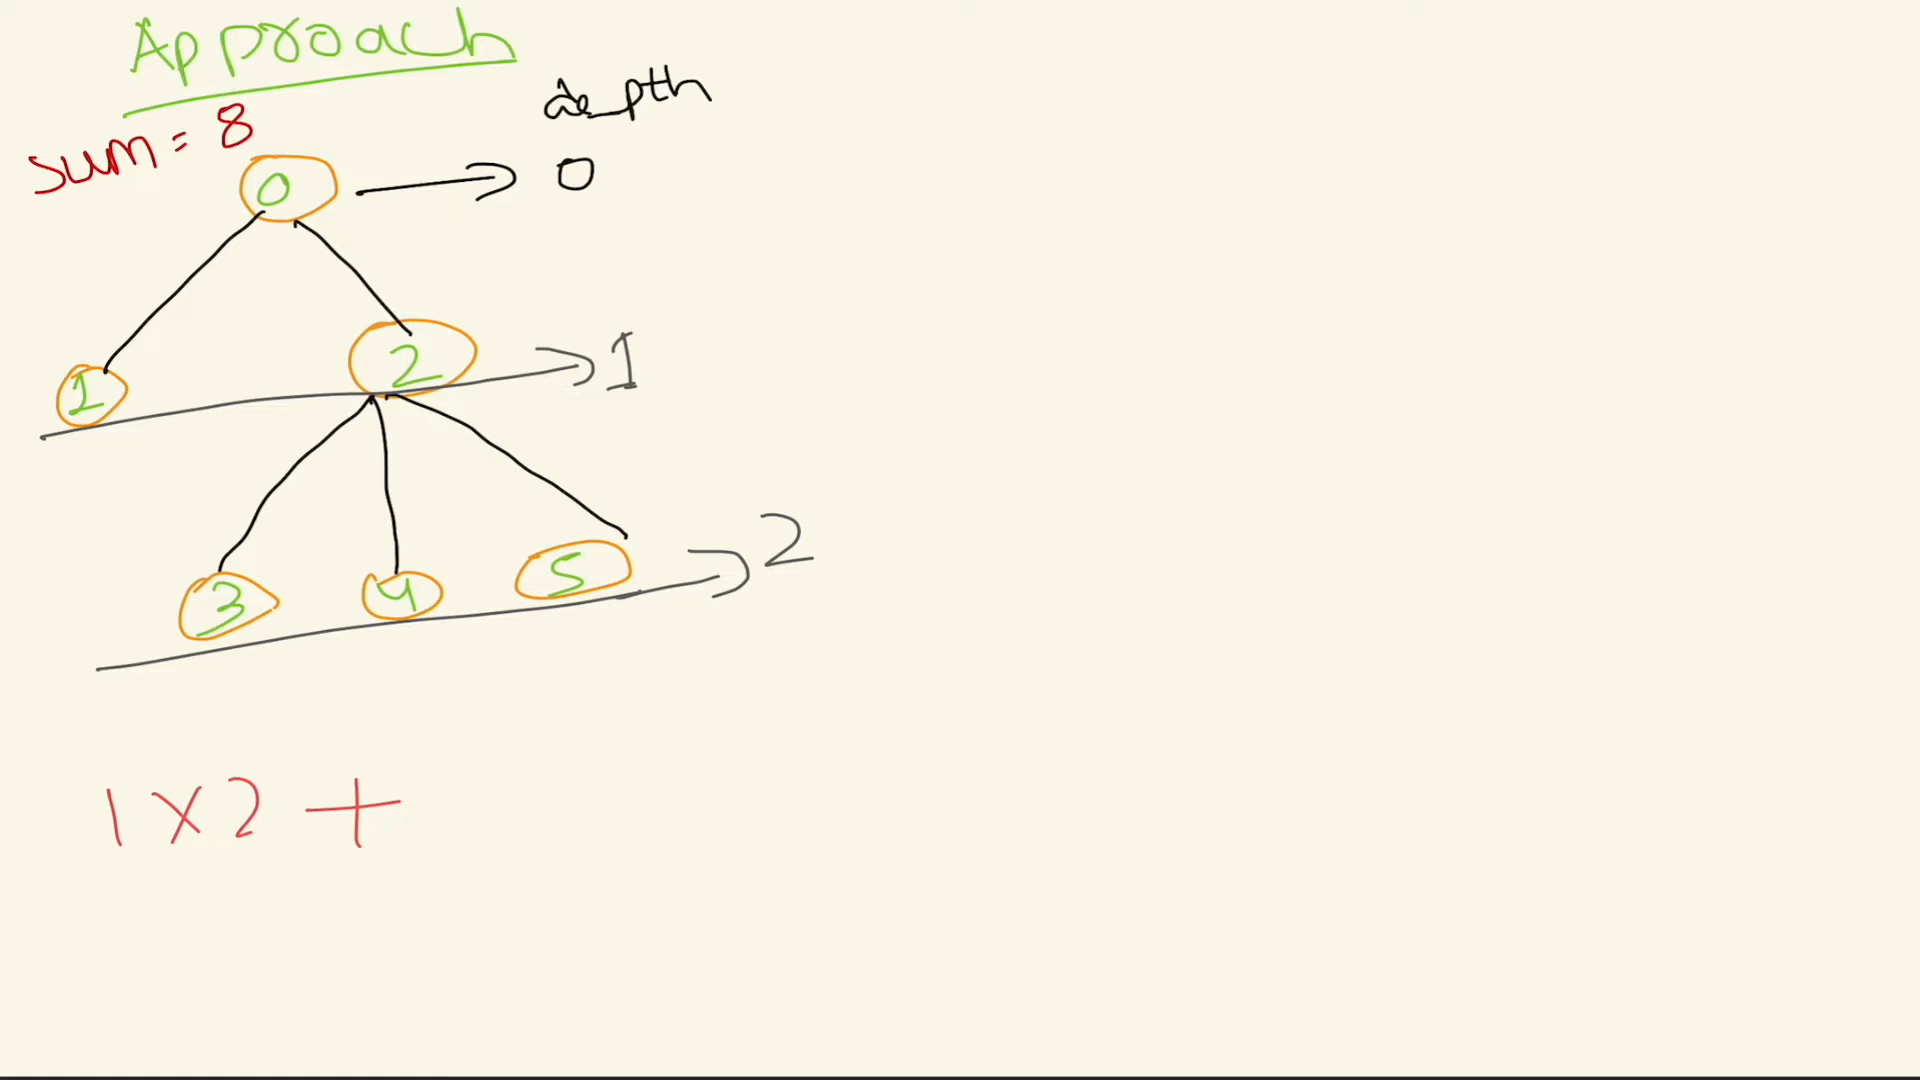 Approach
depth
sum = 8
0 → 0
1 2 → 1
3 4 5 → 2
1 × 2 +